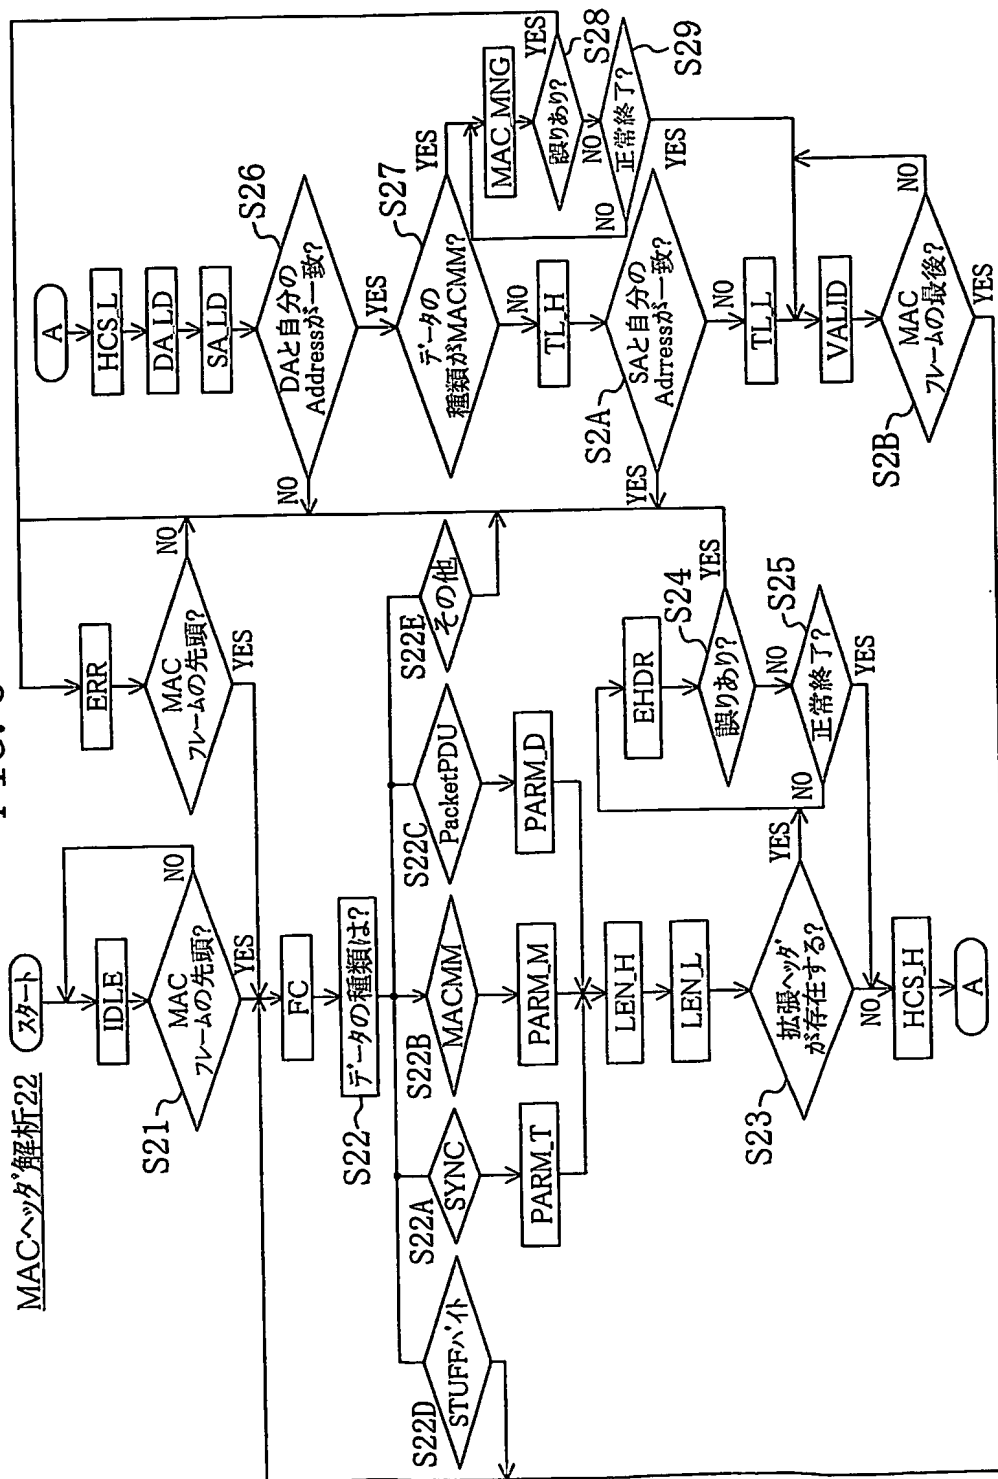 MACヘッダ解析22
スタート
IDLE
S21
MAC
フレームの先頭?
NO
YES
ERR
MAC
フレームの先頭?
NO
YES
FC
S22
データの種類は?
S22D
STUFFバイト
S22A
SYNC
S22B
MACMM
S22C
PacketPDU
S22E
その他
PARM_T
PARM_M
PARM_D
LEN_H
LEN_L
S23
拡張ヘッダ
が存在する?
YES
NO
EHDR
S24
誤りあり?
YES
NO
S25
正常終了?
NO
YES
HCS_H
A
A
HCS_L
DA_LD
SA_LD
S26
DAと自分の
Addressが一致?
NO
YES
S27
データの
種類がMACMM?
YES
NO
MAC_MNG
S28
誤りあり?
YES
NO
S29
正常終了?
NO
YES
TL_H
S2A
SAと自分の
Adrressが一致?
YES
NO
TL_L
VALID
S2B
MAC
フレームの最後?
NO
YES